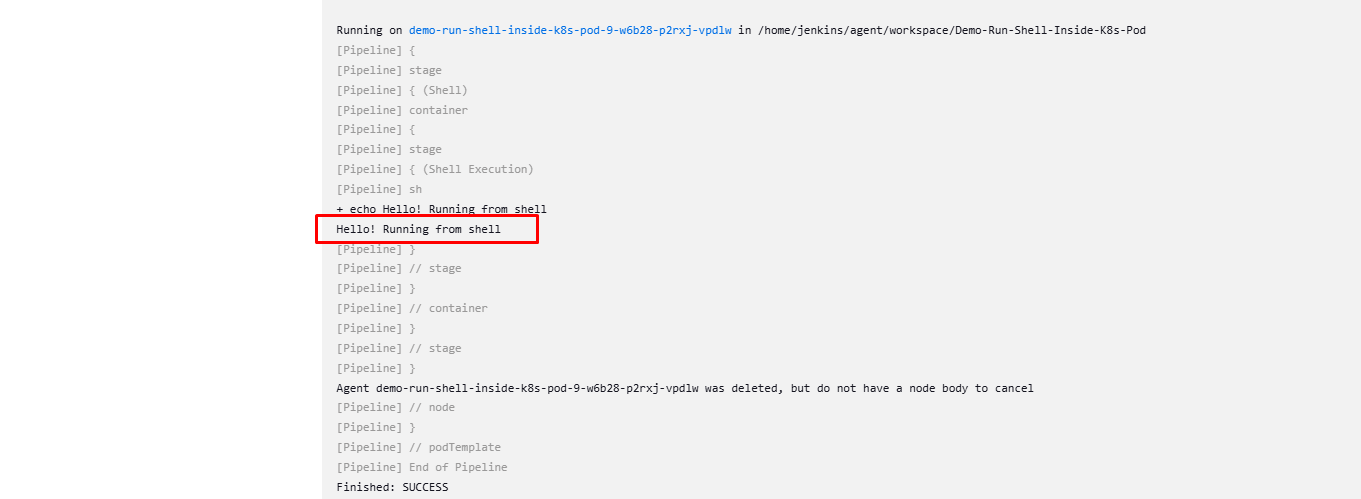 Running on demo-run-shell-inside-k8s-pod-9-w6b28-p2rxj-vpdlw in /home/jenkins/agent/workspace/Demo-Run-Shell-Inside-K8s-Pod
[Pipeline] {
[Pipeline] stage
[Pipeline] { (Shell)
[Pipeline] container
[Pipeline] {
[Pipeline] stage
[Pipeline] { (Shell Execution)
[Pipeline] sh
+ echo Hello! Running from shell
Hello! Running from shell
[Pipeline] }
[Pipeline] // stage
[Pipeline] }
[Pipeline] // container
[Pipeline] }
[Pipeline] // stage
[Pipeline] }
Agent demo-run-shell-inside-k8s-pod-9-w6b28-p2rxj-vpdlw was deleted, but do not have a node body to cancel
[Pipeline] // node
[Pipeline] }
[Pipeline] // podTemplate
[Pipeline] End of Pipeline
Finished: SUCCESS